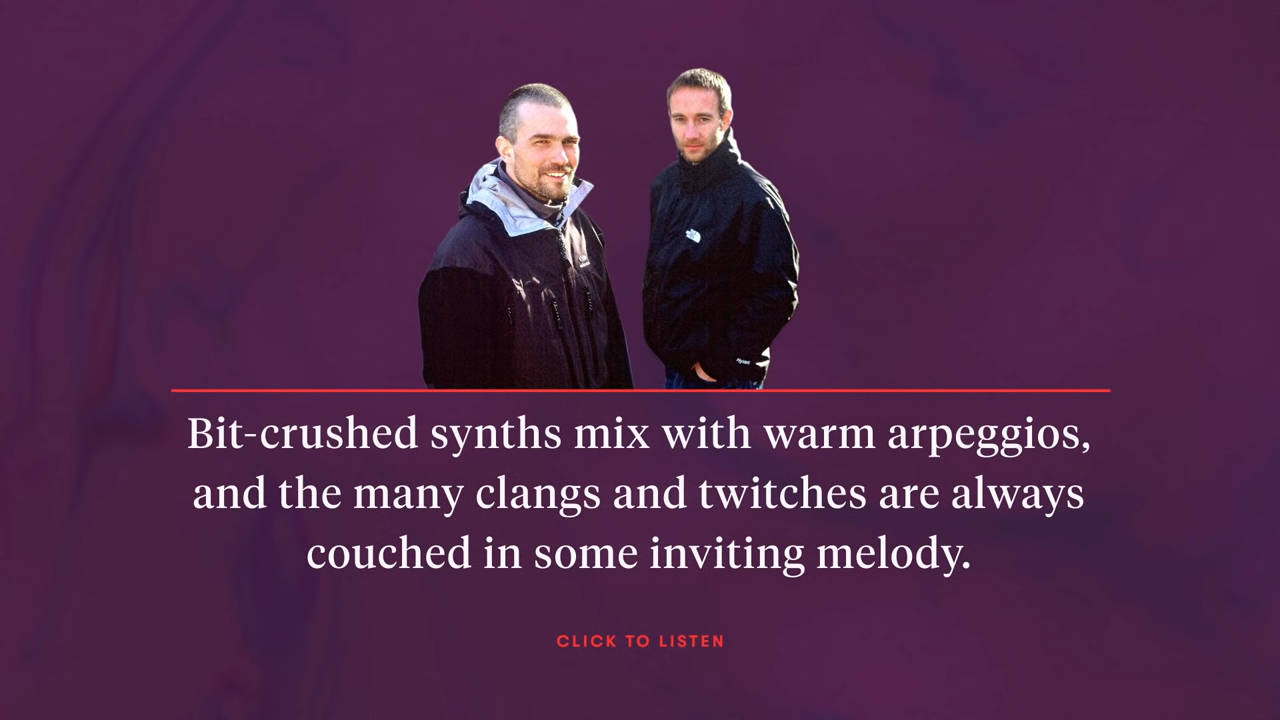 Bit-crushed synths mix with warm arpeggios,
and the many clangs and twitches are always
couched in some inviting melody.
CLICK TO LISTEN